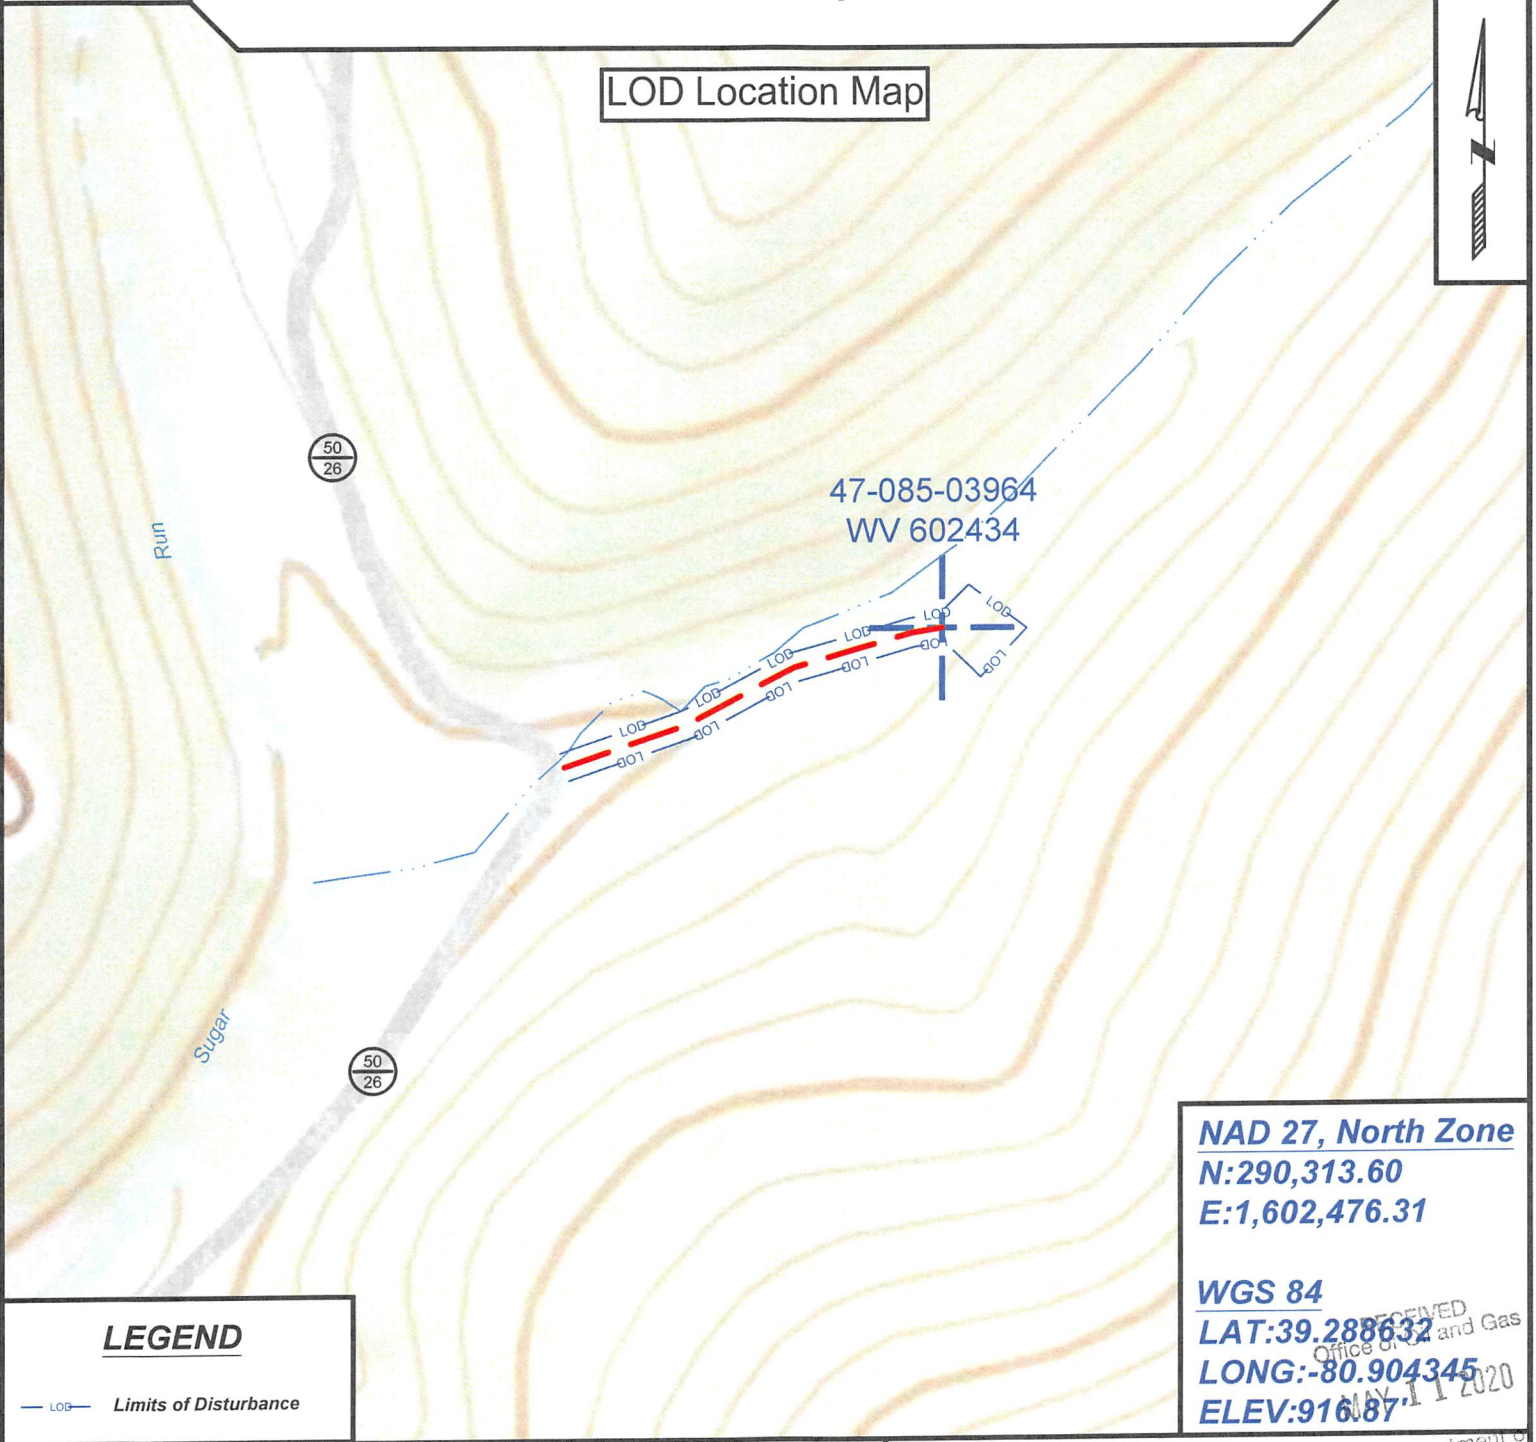 LOD Location Map
50
26
Run
47-085-03964
WV 602434
LOD
LOD
LOD
LOD
LOD
LOD
LOD
LOD
LOD
LOD
LOD
LOD
Sugar
50
26
NAD 27, North Zone
N:290,313.60
E:1,602,476.31
WGS 84
LAT:39.288632
LONG:-80.904345
ELEV:916.87'
RECEIVED
Office of Oil and Gas
MAY 11 2020
LEGEND
LOD Limits of Disturbance